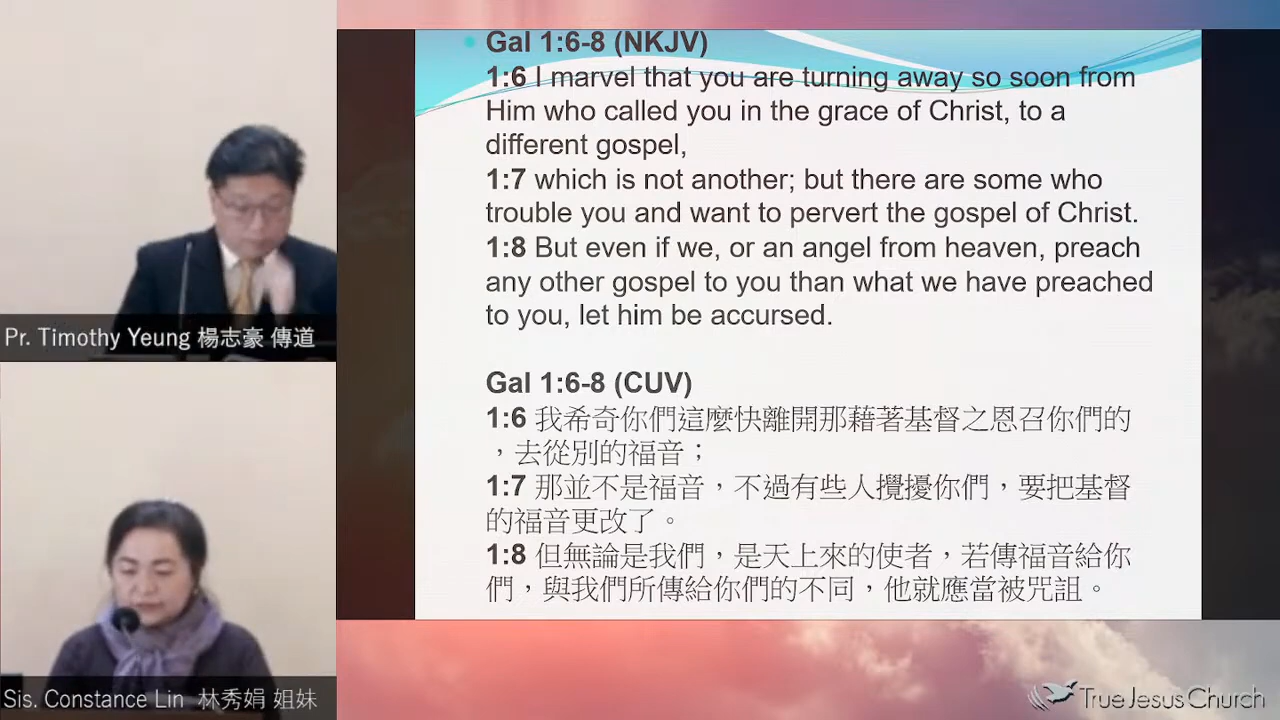 Gal 1:6-8 (NKJV)
1:6 I marvel that you are turning away so soon from
Him who called you in the grace of Christ, to a
different gospel,
1:7 which is not another; but there are some who
trouble you and want to pervert the gospel of Christ.
1:8 But even if we, or an angel from heaven, preach
any other gospel to you than what we have preached
to you, let him be accursed.
Gal 1:6-8 (CUV)
1:6 我希奇你們這麼快離開那藉著基督之恩召你們的
，去從別的福音；
1:7 那並不是福音，不過有些人攪擾你們，要把基督
的福音更改了。
1:8 但無論是我們，是天上來的使者，若傳福音給你
們，與我們所傳給你們的不同，他就應當被咒詛。
Pr. Timothy Yeung 楊志豪 傳道
Sis. Constance Lin 林秀娟 姐妹
True Jesus Church